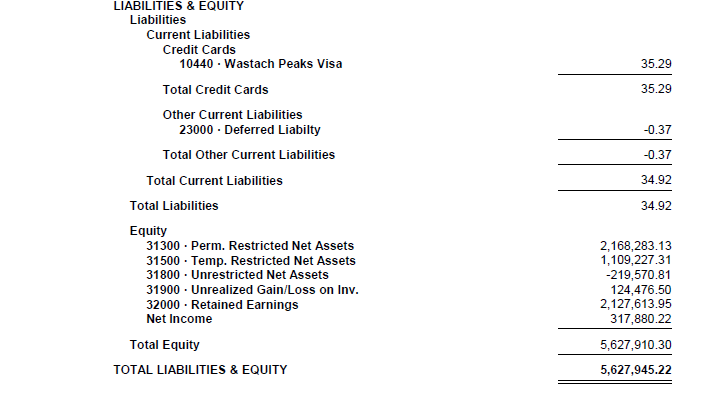 LIABILITIES & EQUITY
Liabilities
Current Liabilities
Credit Cards
10440 · Wastach Peaks Visa 35.29
Total Credit Cards 35.29
Other Current Liabilities
23000 · Deferred Liabilty -0.37
Total Other Current Liabilities -0.37
Total Current Liabilities 34.92
Total Liabilities 34.92
Equity
31300 · Perm. Restricted Net Assets 2,168,283.13
31500 · Temp. Restricted Net Assets 1,109,227.31
31800 · Unrestricted Net Assets -219,570.81
31900 · Unrealized Gain/Loss on Inv. 124,476.50
32000 · Retained Earnings 2,127,613.95
Net Income 317,880.22
Total Equity 5,627,910.30
TOTAL LIABILITIES & EQUITY 5,627,945.22